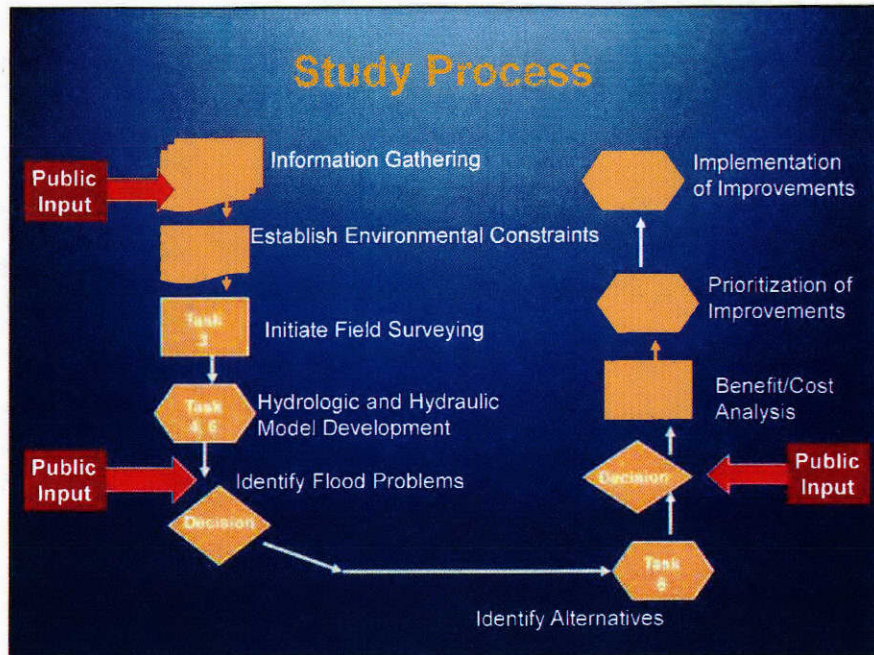 Study Process
Public
Input
Information Gathering
Establish Environmental Constraints
Task
3
Initiate Field Surveying
Task
4, 6
Hydrologic and Hydraulic
Model Development
Public
Input
Identify Flood Problems
Decision
Identify Alternatives
Task
Decision
Public
Input
Benefit/Cost
Analysis
Prioritization of
Improvements
Implementation
of Improvements